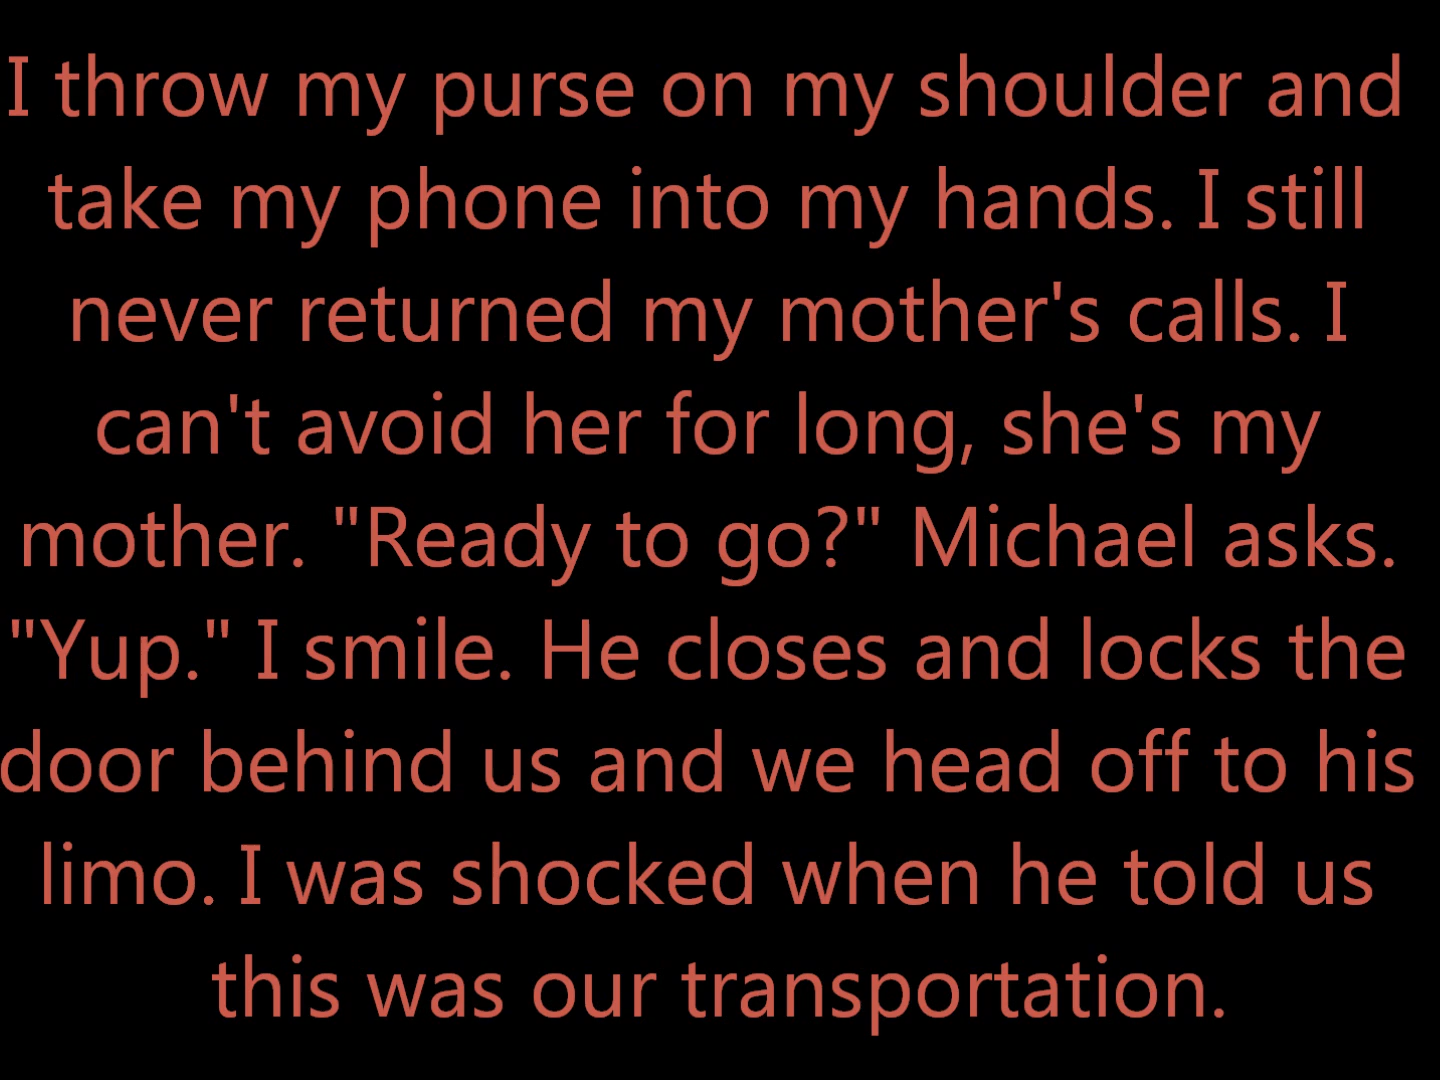 I throw my purse on my shoulder and
take my phone into my hands. I still
never returned my mother's calls. I
can't avoid her for long, she's my
mother. "Ready to go?" Michael asks.
"Yup." I smile. He closes and locks the
door behind us and we head off to his
limo. I was shocked when he told us
this was our transportation.